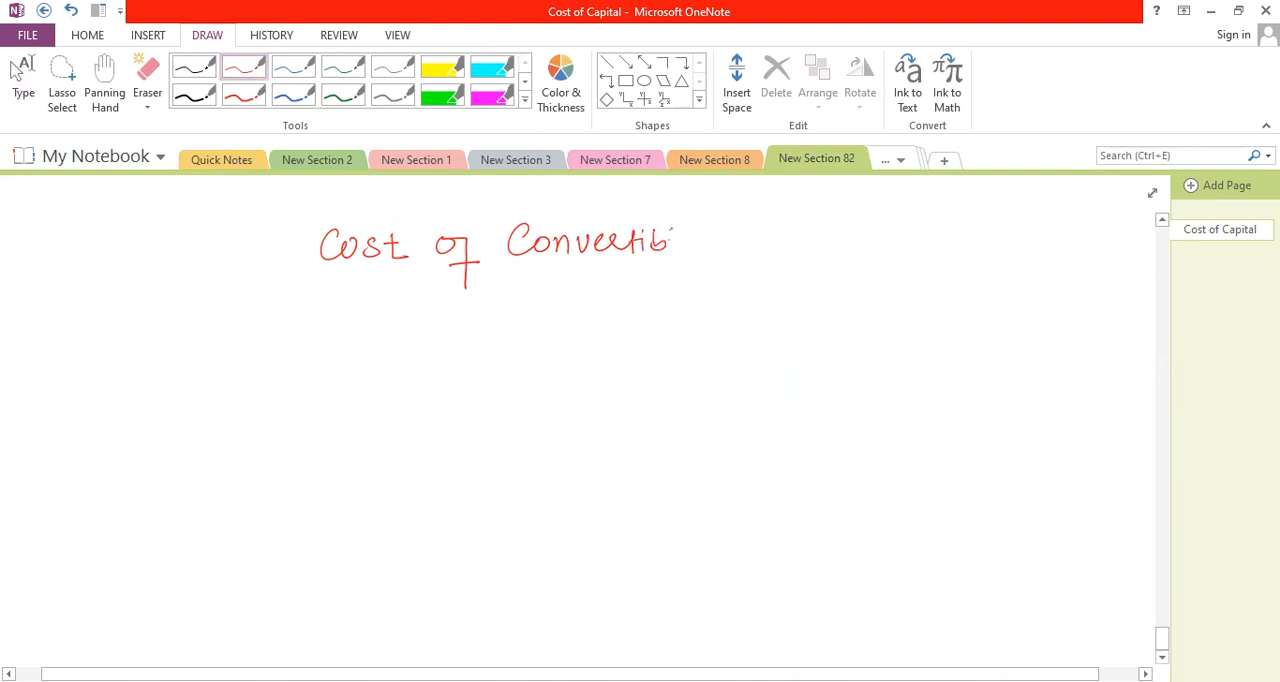 Cost of Capital - Microsoft OneNote
?
FILE HOME INSERT DRAW HISTORY REVIEW VIEW
Sign in
Type
Lasso Select
Panning Hand
Eraser
Color & Thickness
Insert Space
Delete
Arrange
Rotate
Ink to Text
Ink to Math
Tools
Shapes
Edit
Convert
My Notebook
Quick Notes
New Section 2
New Section 1
New Section 3
New Section 7
New Section 8
New Section 82
...
Search (Ctrl+E)
Add Page
Cost of Capital
Cost of Convertib